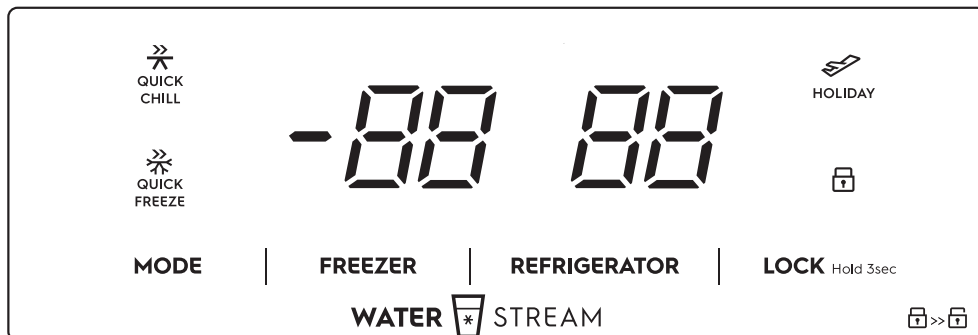 QUICK
CHILL
-88 88
HOLIDAY
QUICK
FREEZE
MODE FREEZER REFRIGERATOR LOCK Hold 3sec
WATER STREAM
>>